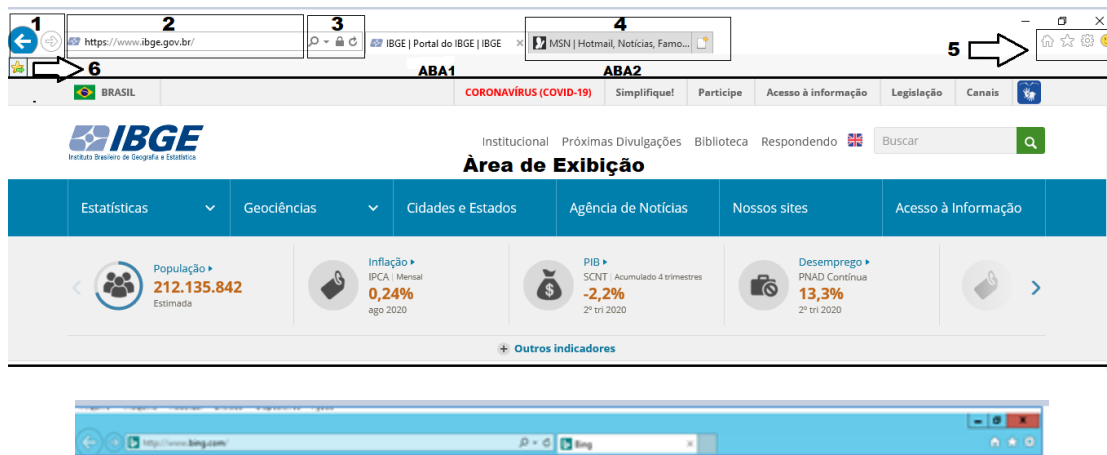 1 2 3 4
https://www.ibge.gov.br/ IBGE | Portal do IBGE | IBGE × MSN | Hotmail, Notícias, Famo...
5
6 ABA1 ABA2
BRASIL CORONAVÍRUS (COVID-19) Simplifique! Participe Acesso à informação Legislação Canais
IBGE
Instituto Brasileiro de Geografia e Estatística
Institucional Próximas Divulgações Biblioteca Respondendo Buscar
Àrea de Exibição
Estatísticas Geociências Cidades e Estados Agência de Notícias Nossos sites Acesso à Informação
População
212.135.842
Estimada
Inflação
IPCA | Mensal
0,24%
ago 2020
PIB
SCNT | Acumulado 4 trimestres
-2,2%
2º tri 2020
Desemprego
PNAD Contínua
13,3%
2º tri 2020
+ Outros indicadores
http://www.bing.com/ Bing ×